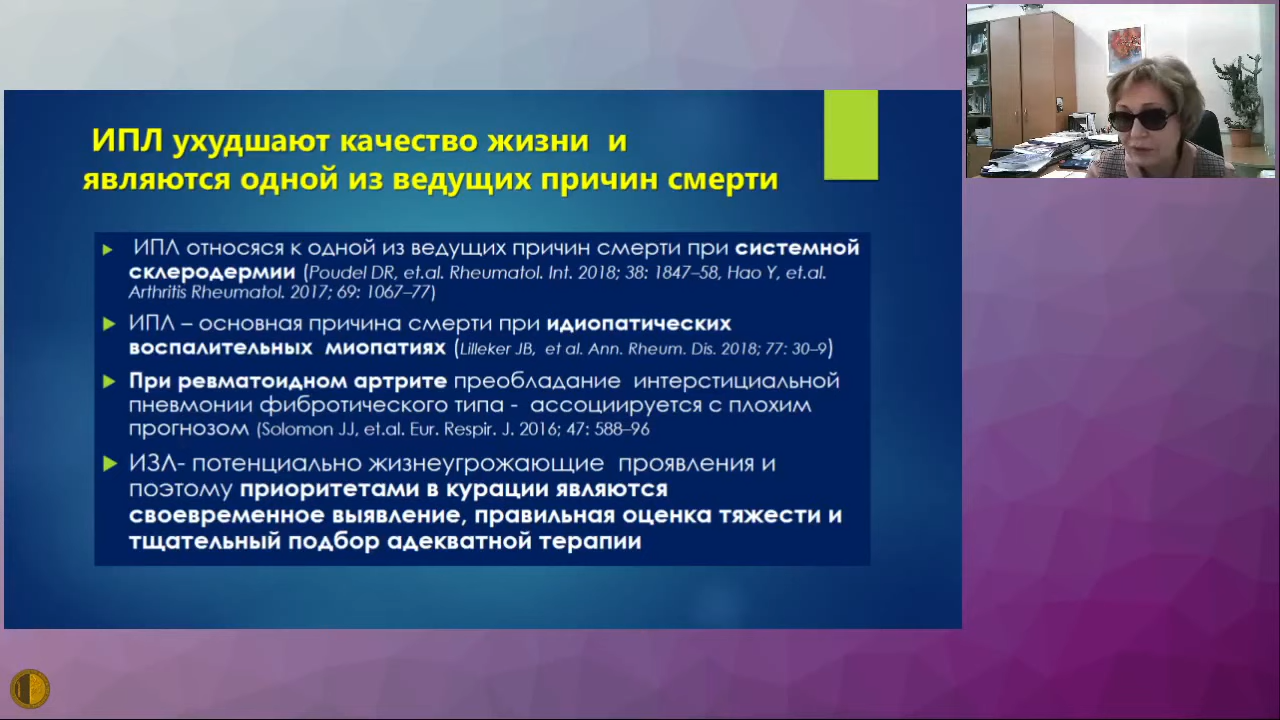 ИПЛ ухудшают качество жизни и
являются одной из ведущих причин смерти
ИПЛ относяся к одной из ведущих причин смерти при системной
склеродермии (Poudel DR, et.al. Rheumatol. Int. 2018; 38: 1847–58, Hao Y, et.al.
Arthritis Rheumatol. 2017; 69: 1067–77)
ИПЛ – основная причина смерти при идиопатических
воспалительных миопатиях (Lilleker JB, et al. Ann. Rheum. Dis. 2018; 77: 30–9)
При ревматоидном артрите преобладание интерстициальной
пневмонии фибротического типа - ассоциируется с плохим
прогнозом (Solomon JJ, et.al. Eur. Respir. J. 2016; 47: 588–96
ИЗЛ- потенциально жизнеугрожающие проявления и
поэтому приоритетами в курации являются
своевременное выявление, правильная оценка тяжести и
тщательный подбор адекватной терапии